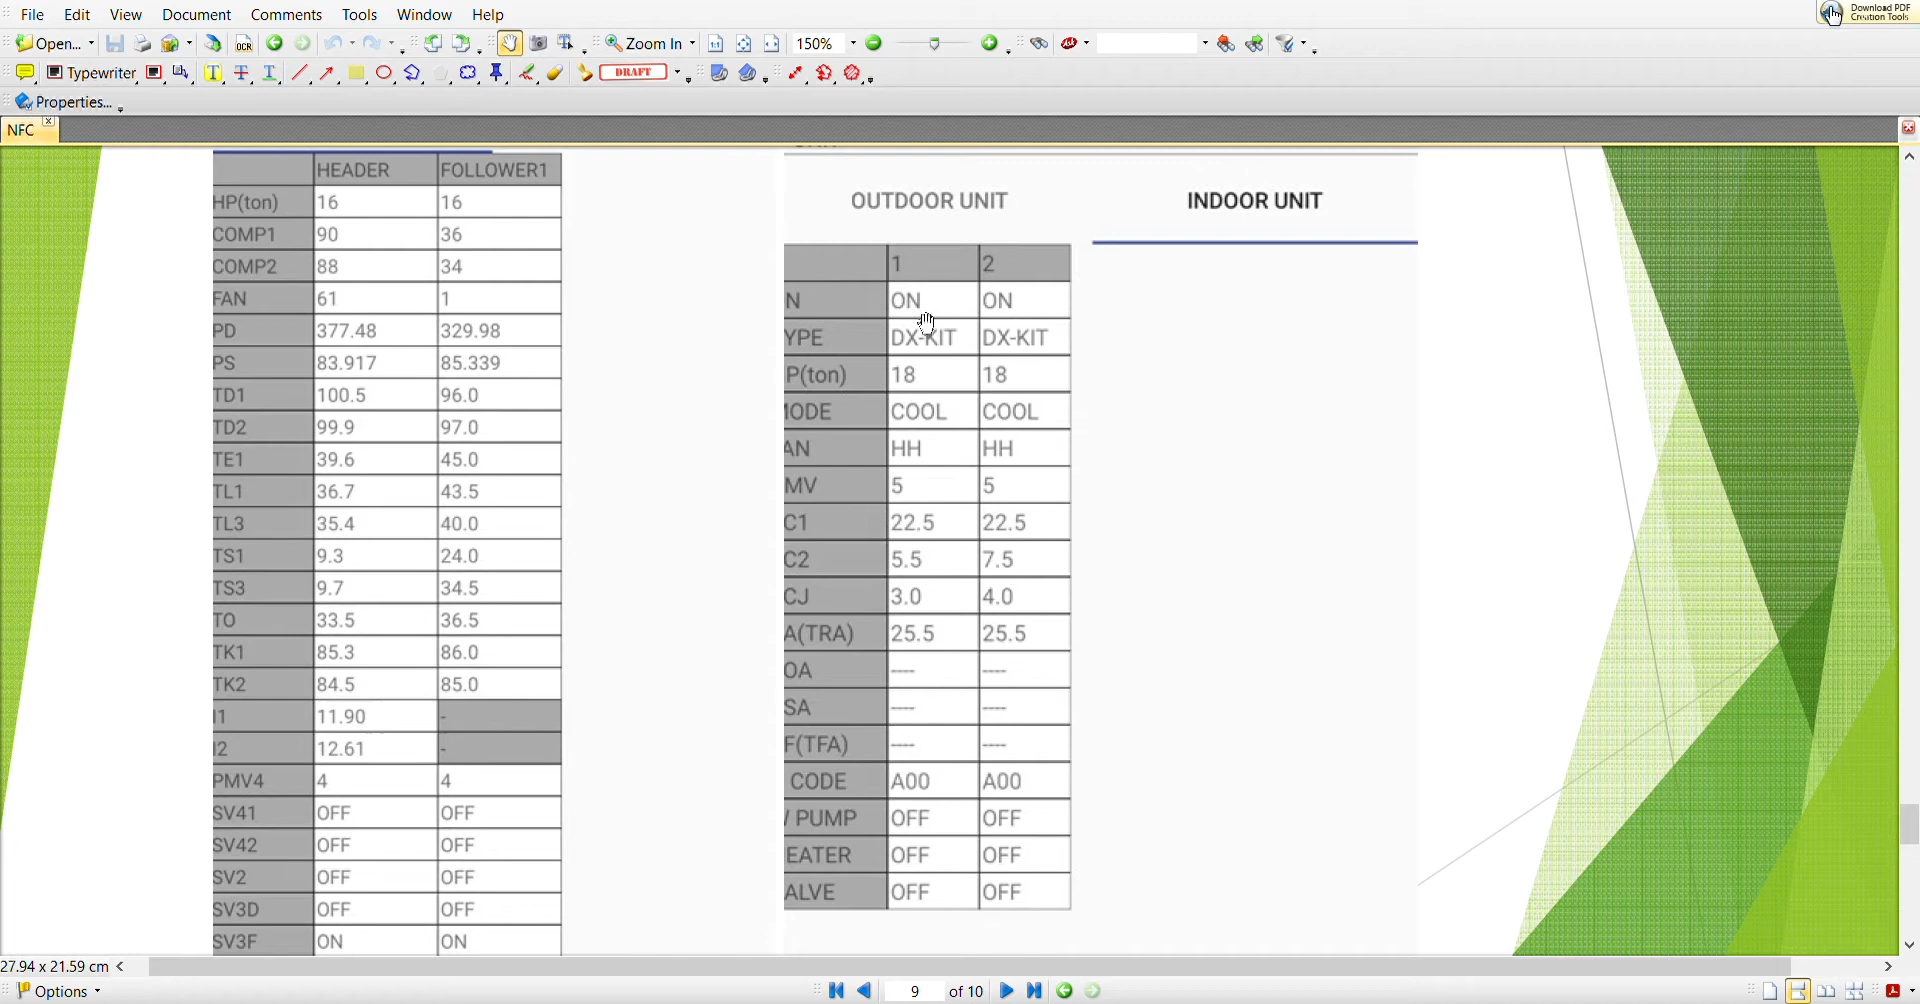 File Edit View Document Comments Tools Window Help
Download PDF
Creation Tools
Open... OCR Zoom In 150%
Typewriter DRAFT
Properties...
NFC
HEADER FOLLOWER1
HP(ton) 16 16
COMP1 90 36
COMP2 88 34
FAN 61 1
PD 377.48 329.98
PS 83.917 85.339
TD1 100.5 96.0
TD2 99.9 97.0
TE1 39.6 45.0
TL1 36.7 43.5
TL3 35.4 40.0
TS1 9.3 24.0
TS3 9.7 34.5
TO 33.5 36.5
TK1 85.3 86.0
TK2 84.5 85.0
I1 11.90 -
I2 12.61 -
PMV4 4 4
SV41 OFF OFF
SV42 OFF OFF
SV2 OFF OFF
SV3D OFF OFF
SV3F ON ON
OUTDOOR UNIT INDOOR UNIT
1 2
N ON ON
YPE DX-KIT DX-KIT
P(ton) 18 18
MODE COOL COOL
AN HH HH
MV 5 5
C1 22.5 22.5
C2 5.5 7.5
CJ 3.0 4.0
A(TRA) 25.5 25.5
OA ---- ----
SA ---- ----
F(TFA) ---- ----
CODE A00 A00
PUMP OFF OFF
EATER OFF OFF
ALVE OFF OFF
27.94 x 21.59 cm
Options 9 of 10